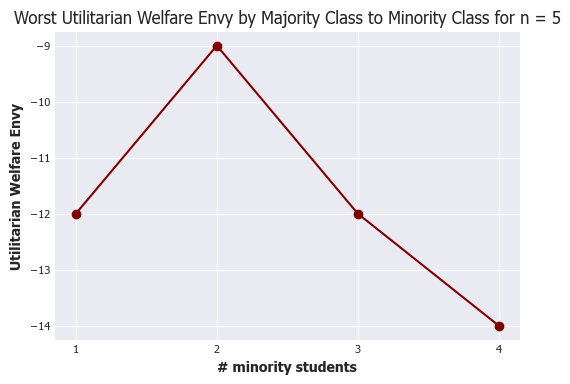 Worst Utilitarian Welfare Envy by Majority Class to Minority Class for n = 5
Utilitarian Welfare Envy
−9
−10
−11
−12
−13
−14
1 2 3 4
# minority students